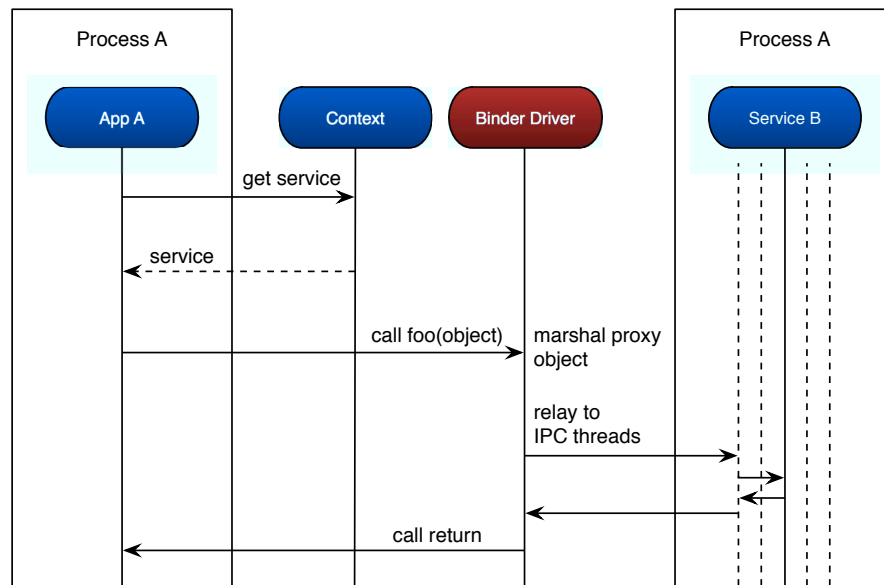 Process A
Process A
App A
Context
Binder Driver
Service B
get service
service
call foo(object)
marshal proxy
object
relay to
IPC threads
call return